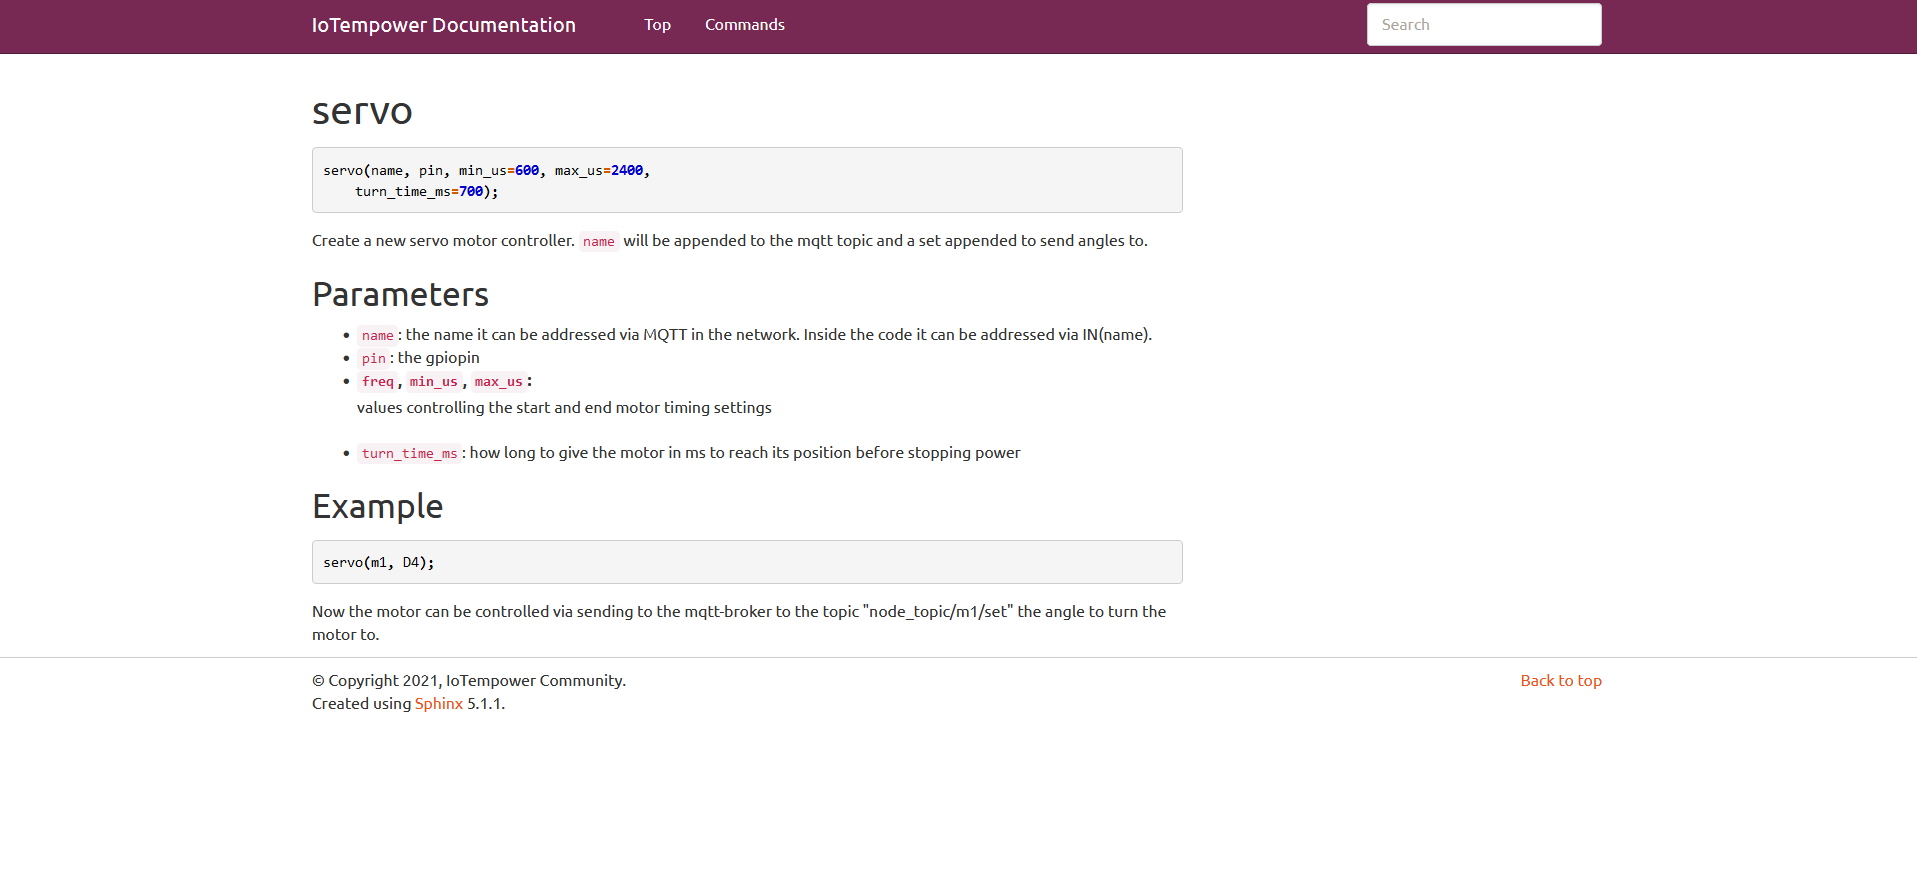 IoTempower Documentation Top Commands Search
servo
servo(name, pin, min_us=600, max_us=2400,
turn_time_ms=700);
Create a new servo motor controller. name will be appended to the mqtt topic and a set appended to send angles to.
Parameters
• name: the name it can be addressed via MQTT in the network. Inside the code it can be addressed via IN(name).
• pin: the gpiopin
• freq, min_us, max_us:
values controlling the start and end motor timing settings
• turn_time_ms: how long to give the motor in ms to reach its position before stopping power
Example
servo(m1, D4);
Now the motor can be controlled via sending to the mqtt-broker to the topic "node_topic/m1/set" the angle to turn the
motor to.
© Copyright 2021, IoTempower Community. Back to top
Created using Sphinx 5.1.1.